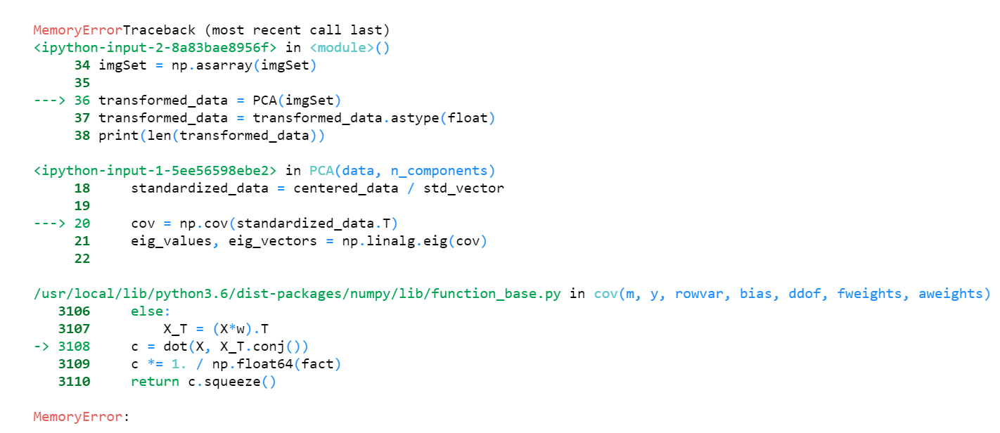 MemoryErrorTraceback (most recent call last)
<ipython-input-2-8a83bae8956f> in <module>()
     34 imgSet = np.asarray(imgSet)
     35
---> 36 transformed_data = PCA(imgSet)
     37 transformed_data = transformed_data.astype(float)
     38 print(len(transformed_data))
<ipython-input-1-5ee56598ebe2> in PCA(data, n_components)
     18     standardized_data = centered_data / std_vector
     19
---> 20     cov = np.cov(standardized_data.T)
     21     eig_values, eig_vectors = np.linalg.eig(cov)
     22
/usr/local/lib/python3.6/dist-packages/numpy/lib/function_base.py in cov(m, y, rowvar, bias, ddof, fweights, aweights)
   3106     else:
   3107         X_T = (X*w).T
-> 3108     c = dot(X, X_T.conj())
   3109     c *= 1. / np.float64(fact)
   3110     return c.squeeze()
MemoryError: